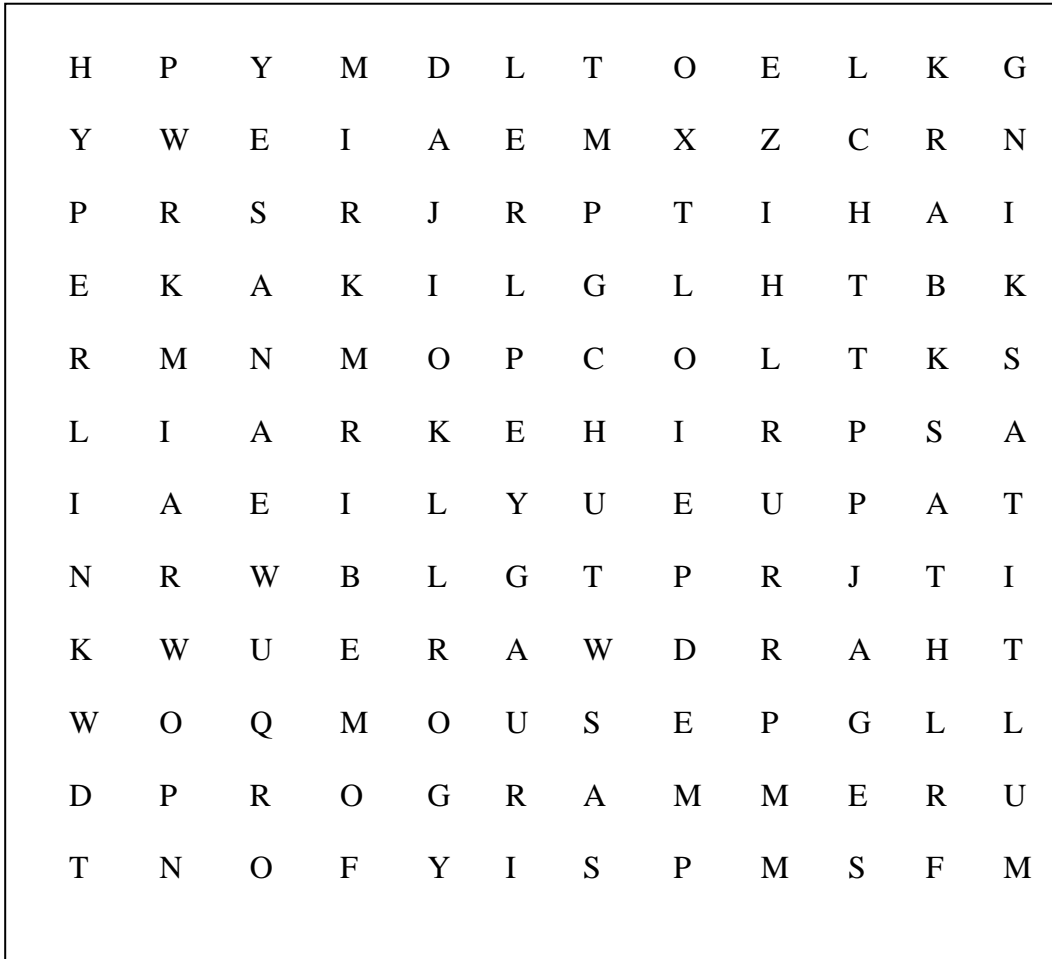 H P Y M D L T O E L K G
Y W E I A E M X Z C R N
P R S R J R P T I H A I
E K A K I L G L H T B K
R M N M O P C O L T K S
L I A R K E H I R P S A
I A E I L Y U E U P A T
N R W B L G T P R J T I
K W U E R A W D R A H T
W O Q M O U S E P G L L
D P R O G R A M M E R U
T N O F Y I S P M S F M